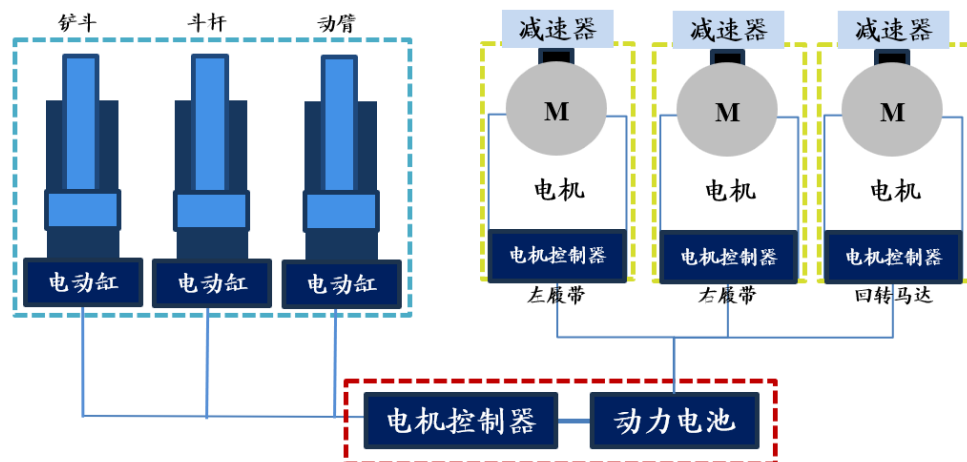 铲斗 斗杆 动臂
减速器 减速器 减速器
M M M
电机 电机 电机
电机控制器 电机控制器 电机控制器
电动缸 电动缸 电动缸
左履带 右履带 回转马达
电机控制器 动力电池